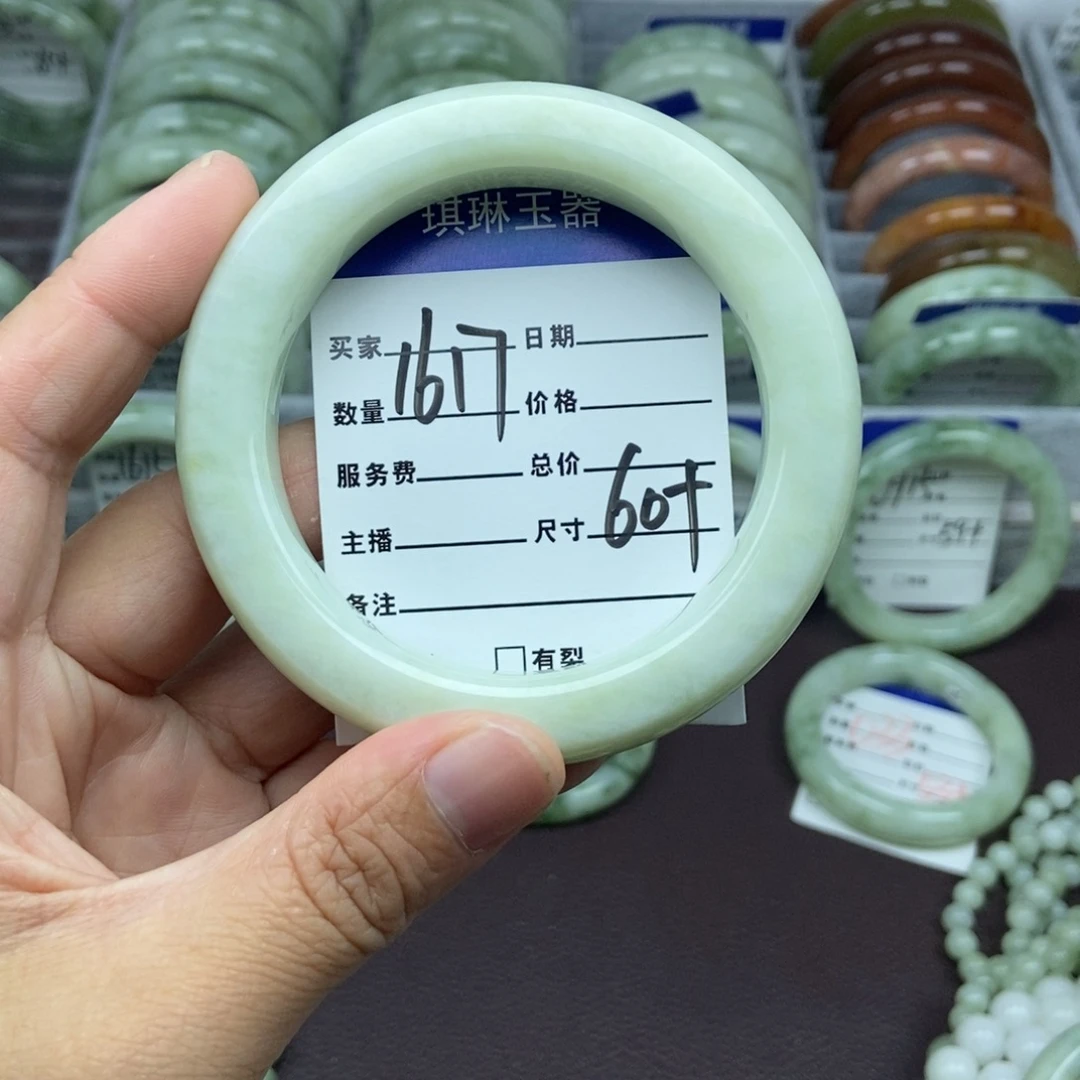 琪琳玉器
买家 1617 日期
数量 价格
服务费 总价
主播 尺寸 60+
备注
□有裂
59+